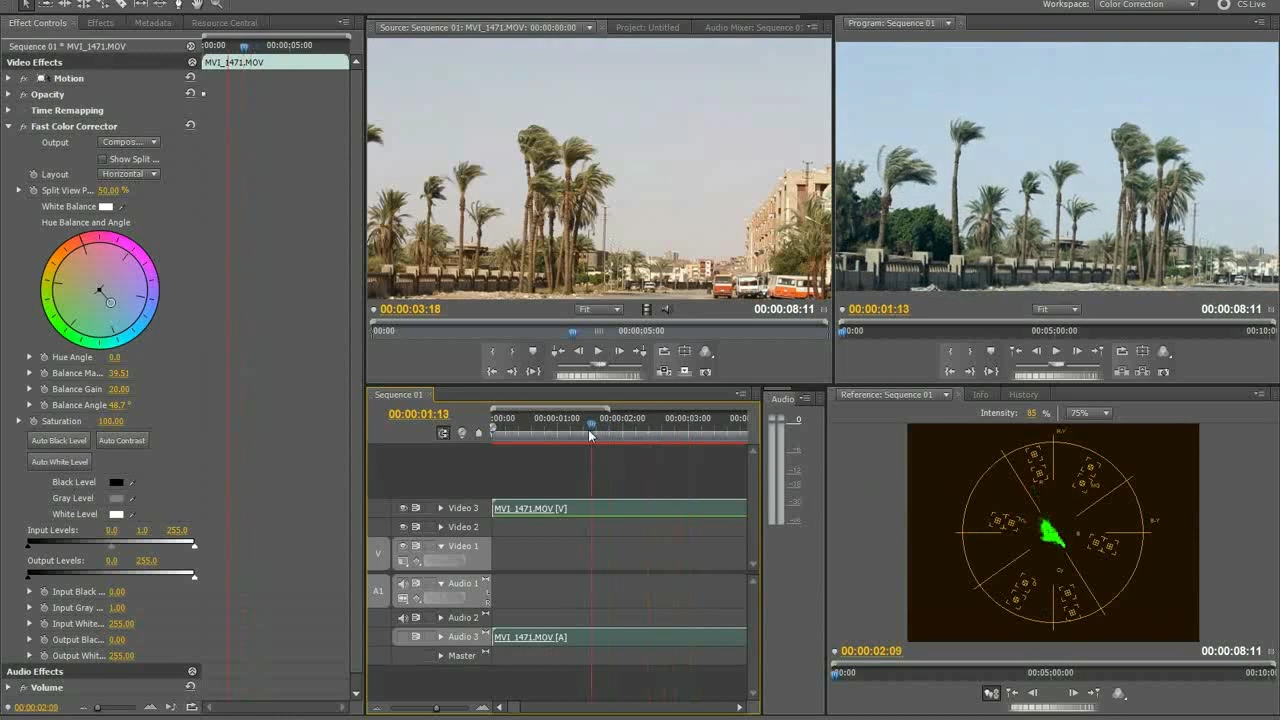 Workspace: Color Correction CS Live
Effect Controls Effects Metadata Resource Central
Sequence 01 * MVI_1471.MOV
:00:00 00:00:05:00
MVI_1471.MOV
Video Effects
Motion
Opacity
Time Remapping
Fast Color Corrector
Output Compos...
Show Split ...
Layout Horizontal
Split View P... 50.00 %
White Balance
Hue Balance and Angle
Hue Angle 0.0
Balance Ma... 39.51
Balance Gain 20.00
Balance Angle 48.7°
Saturation 100.00
Auto Black Level Auto Contrast
Auto White Level
Black Level
Gray Level
White Level
Input Levels: 0.0 1.0 255.0
Output Levels: 0.0 255.0
Input Black ... 0.00
Input Gray ... 1.00
Input White... 255.00
Output Blac... 0.00
Output Whit... 255.00
Audio Effects
Volume
00:00:02:09
Source: Sequence 01: MVI_1471.MOV: 00:00:00:00 Project: Untitled Audio Mixer: Sequence
00:00:03:18 Fit 00:00:08:11
00:00 00:00:05:00
Program: Sequence 01
00:00:01:13 Fit 00:00:08:11
00:00 00:05:00:00 00:10:0
Sequence 01
00:00:01:13
:00:00 00:00:01:00 00:00:02:00 00:00:03:00 00:0
Video 3 MVI_1471.MOV [V]
Video 2
V Video 1
A1 Audio 1
Audio 2
Audio 3 MVI_1471.MOV [A]
Master
Audio
0
Reference: Sequence 01 Info History
Intensity: 85 % 75%
00:00:02:09 00:00:08:11
00:00 00:05:00:00 00:10:0